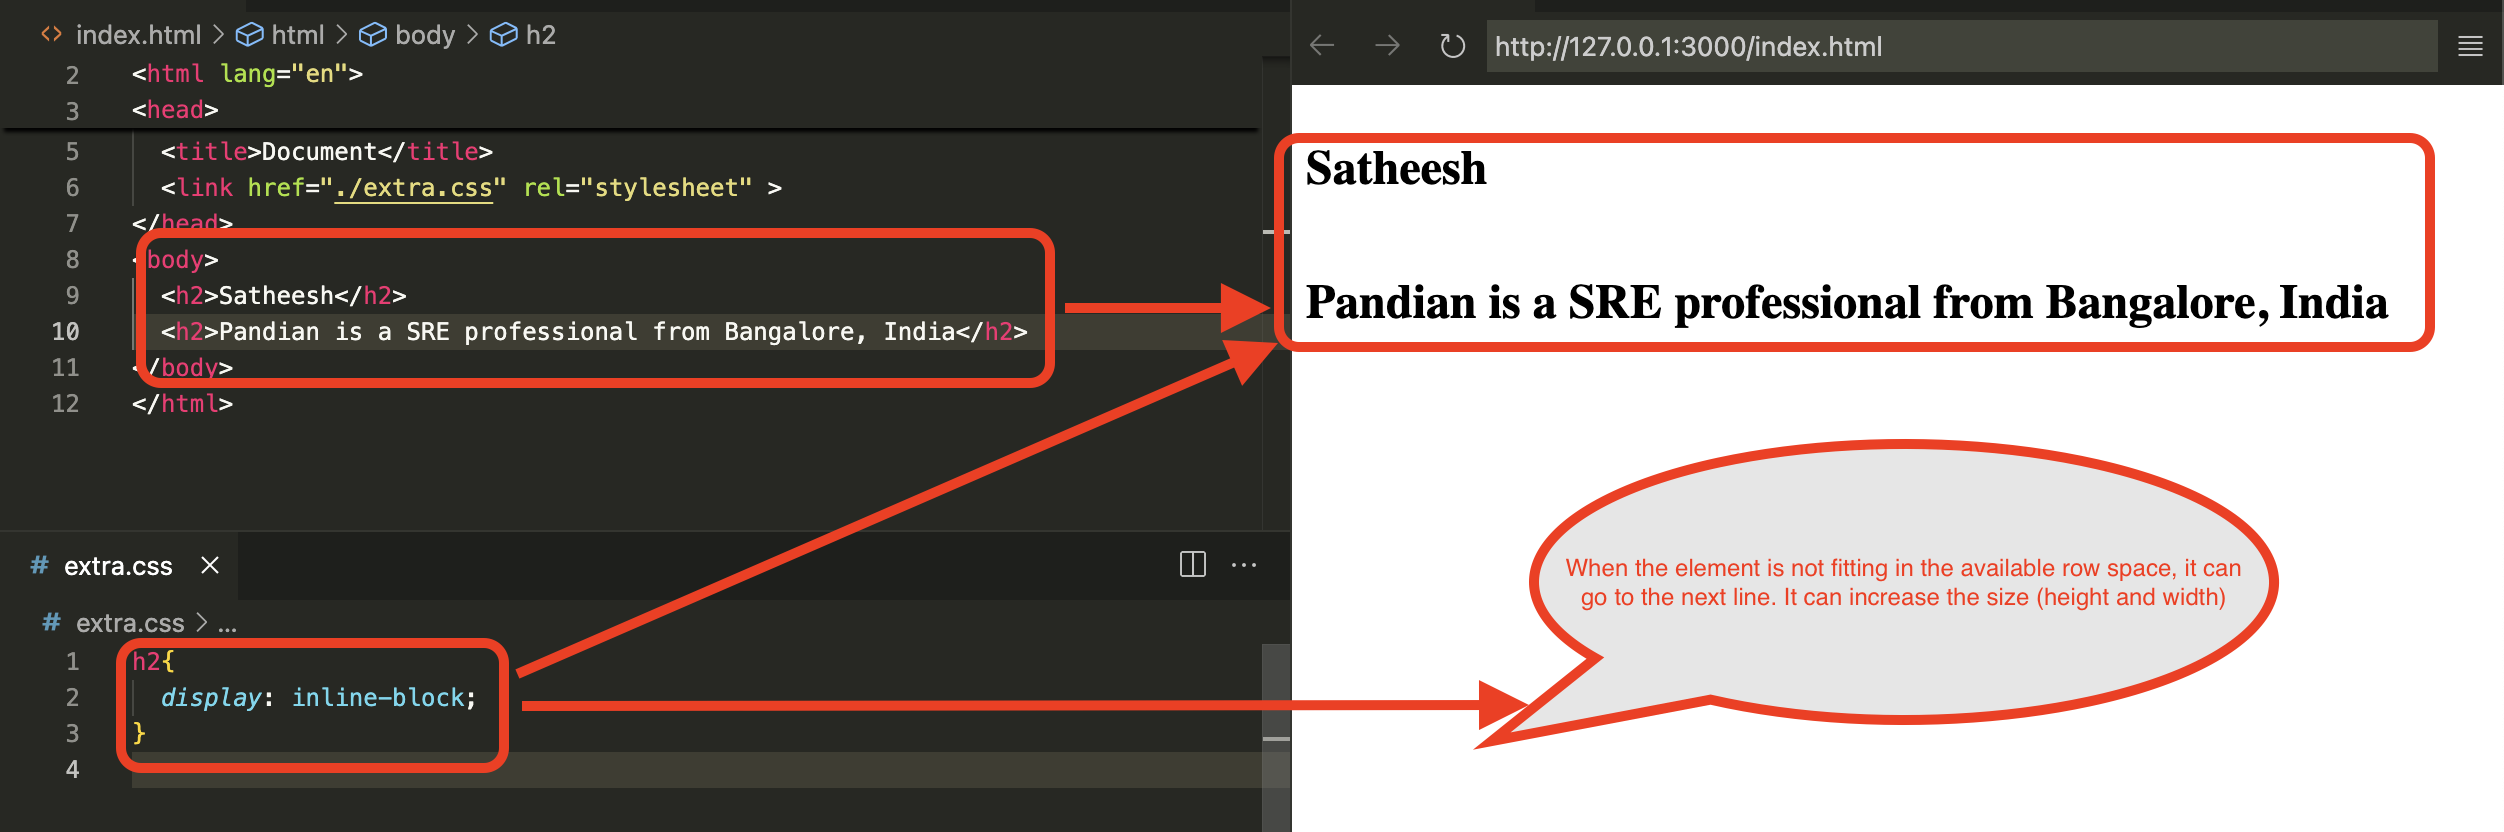 index.html > html > body > h2
2 <html lang="en">
3 <head>
5 <title>Document</title>
6 <link href="./extra.css" rel="stylesheet" >
7 </head>
8 <body>
9 <h2>Satheesh</h2>
10 <h2>Pandian is a SRE professional from Bangalore, India</h2>
11 </body>
12 </html>
# extra.css
# extra.css > ...
1 h2{
2 display: inline-block;
3 }
4
http://127.0.0.1:3000/index.html
Satheesh
Pandian is a SRE professional from Bangalore, India
When the element is not fitting in the available row space, it can
go to the next line. It can increase the size (height and width)